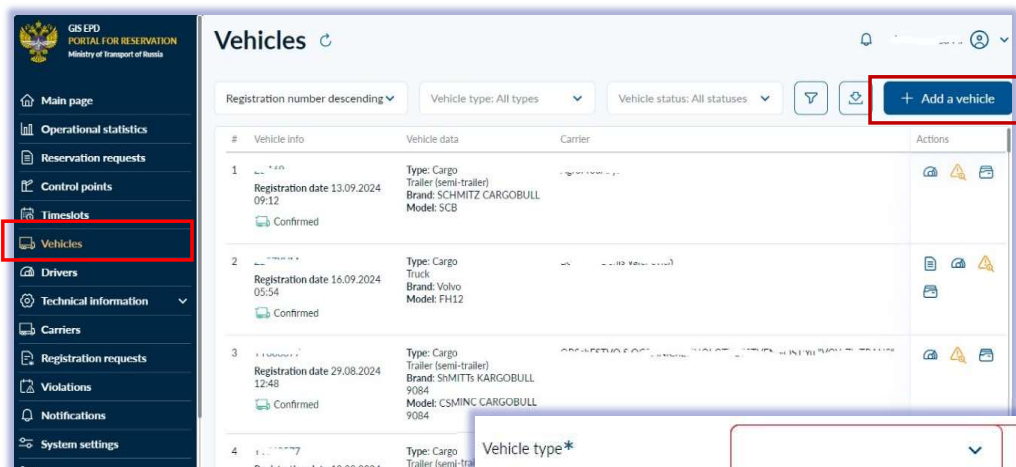 GIS EPD
PORTAL FOR RESERVATION
Ministry of Transport of Russia
Main page
Operational statistics
Reservation requests
Control points
Timeslots
Vehicles
Drivers
Technical information
Carriers
Registration requests
Violations
Notifications
System settings
Vehicles
Registration number descending
Vehicle type: All types
Vehicle status: All statuses
+ Add a vehicle
# Vehicle info Vehicle data Carrier Actions
1
Registration date 13.09.2024
09:12
Confirmed
Type: Cargo
Trailer (semi-trailer)
Brand: SCHMITZ CARGOBULL
Model: SCB
2
Registration date 16.09.2024
05:54
Confirmed
Type: Cargo
Truck
Brand: Volvo
Model: FH12
3
Registration date 29.08.2024
12:48
Confirmed
Type: Cargo
Trailer (semi-trailer)
Brand: ShMITTs KARGOBULL
9084
Model: CSMINC CARGOBULL
9084
4
Type: Cargo
Vehicle type*